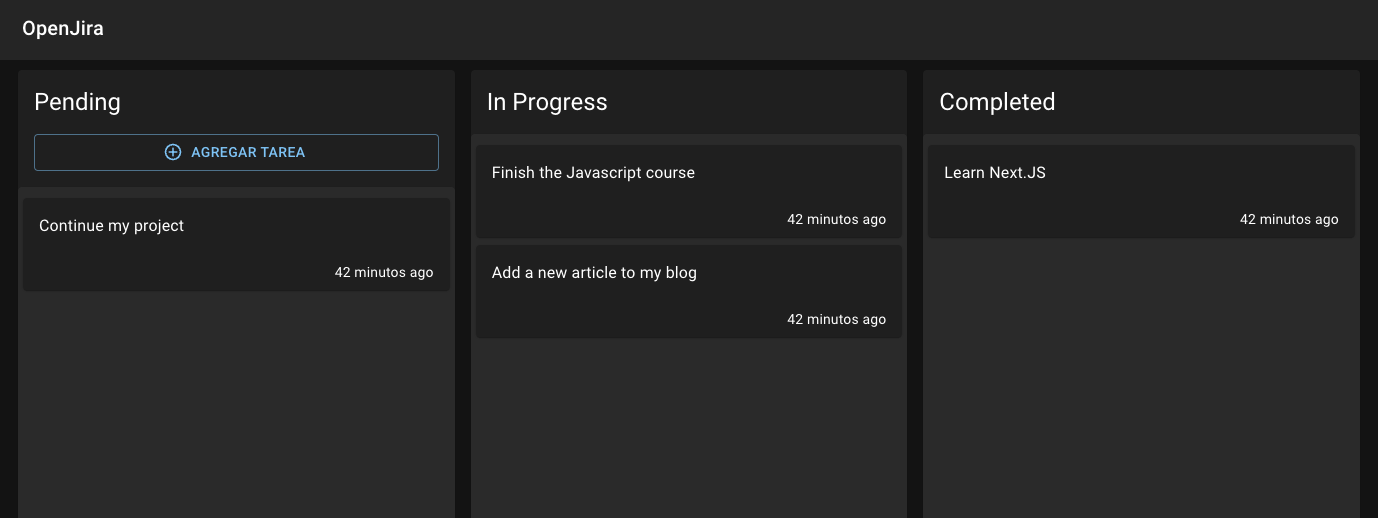 OpenJira
Pending
AGREGAR TAREA
Continue my project
42 minutos ago
In Progress
Finish the Javascript course
42 minutos ago
Add a new article to my blog
42 minutos ago
Completed
Learn Next.JS
42 minutos ago